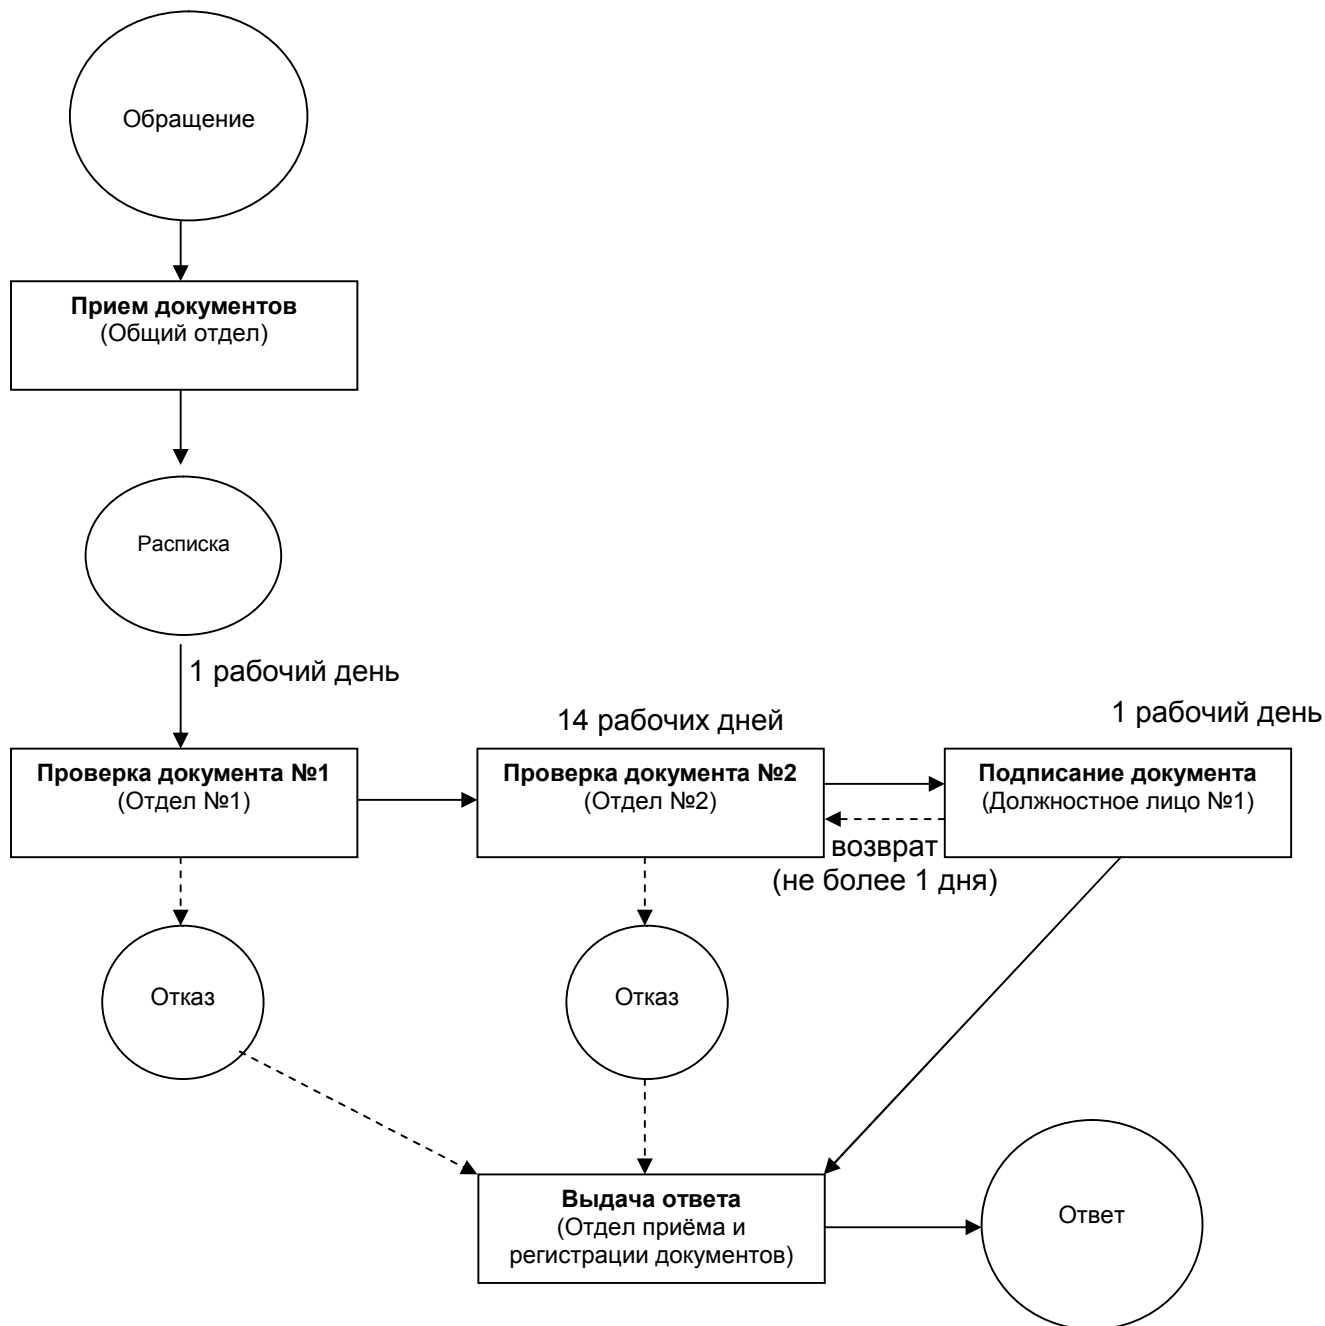 Обращение
Прием документов
(Общий отдел)
Расписка
1 рабочий день
14 рабочих дней
1 рабочий день
Проверка документа №1
(Отдел №1)
Проверка документа №2
(Отдел №2)
Подписание документа
(Должностное лицо №1)
возврат
(не более 1 дня)
Отказ
Отказ
Выдача ответа
(Отдел приёма и
регистрации документов)
Ответ